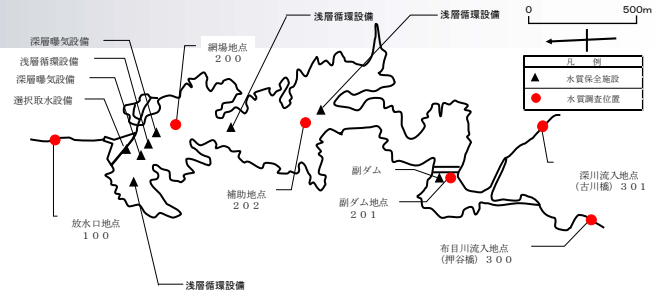 浅層循環設備
浅層循環設備
0
500m
深層曝気設備
浅層循環設備
深層曝気設備
選択取水設備
網場地点
200
凡 例
水質保全施設
水質調査位置
副ダム
副ダム地点
201
補助地点
202
深川流入地点
(古川橋) 301
放水口地点
100
布目川流入地点
(押谷橋) 300
浅層循環設備